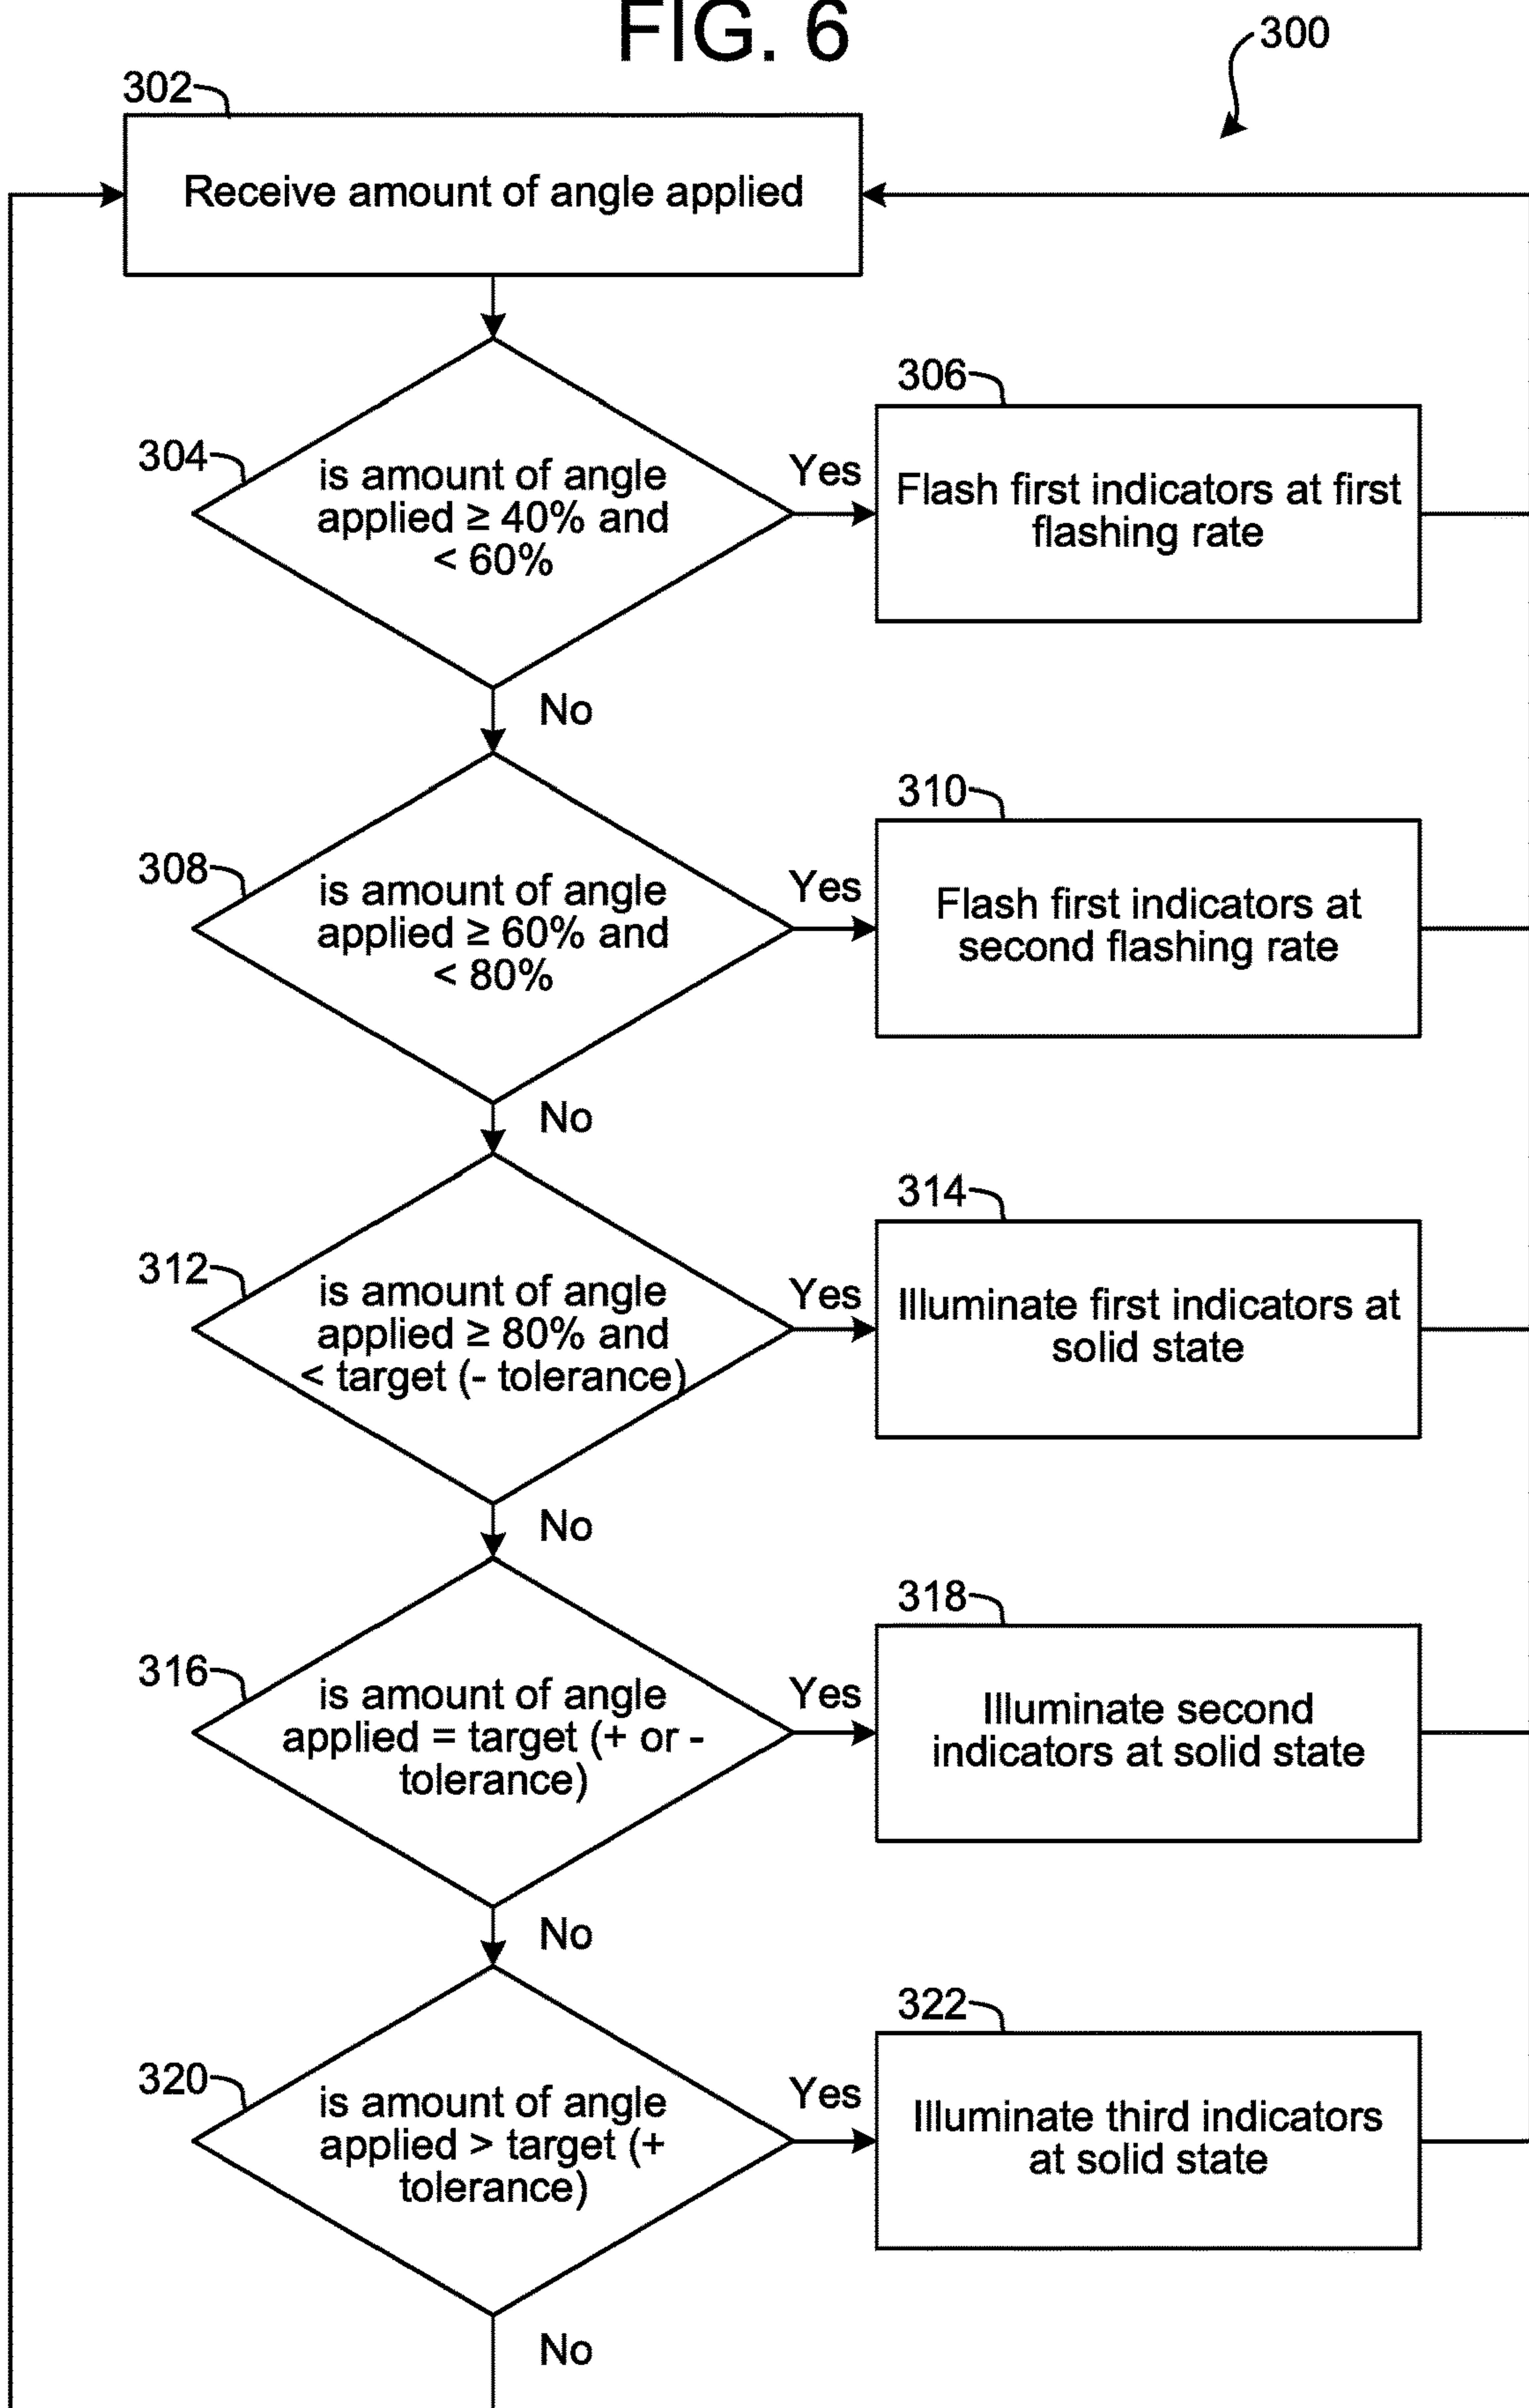 FIG. 6
300
302
Receive amount of angle applied
304
is amount of angle
applied ≥ 40% and
< 60%
Yes
306
Flash first indicators at first
flashing rate
No
308
is amount of angle
applied ≥ 60% and
< 80%
Yes
310
Flash first indicators at
second flashing rate
No
312
is amount of angle
applied ≥ 80% and
< target (- tolerance)
Yes
314
Illuminate first indicators at
solid state
No
316
is amount of angle
applied = target (+ or -
tolerance)
Yes
318
Illuminate second
indicators at solid state
No
320
is amount of angle
applied > target (+
tolerance)
Yes
322
Illuminate third indicators
at solid state
No